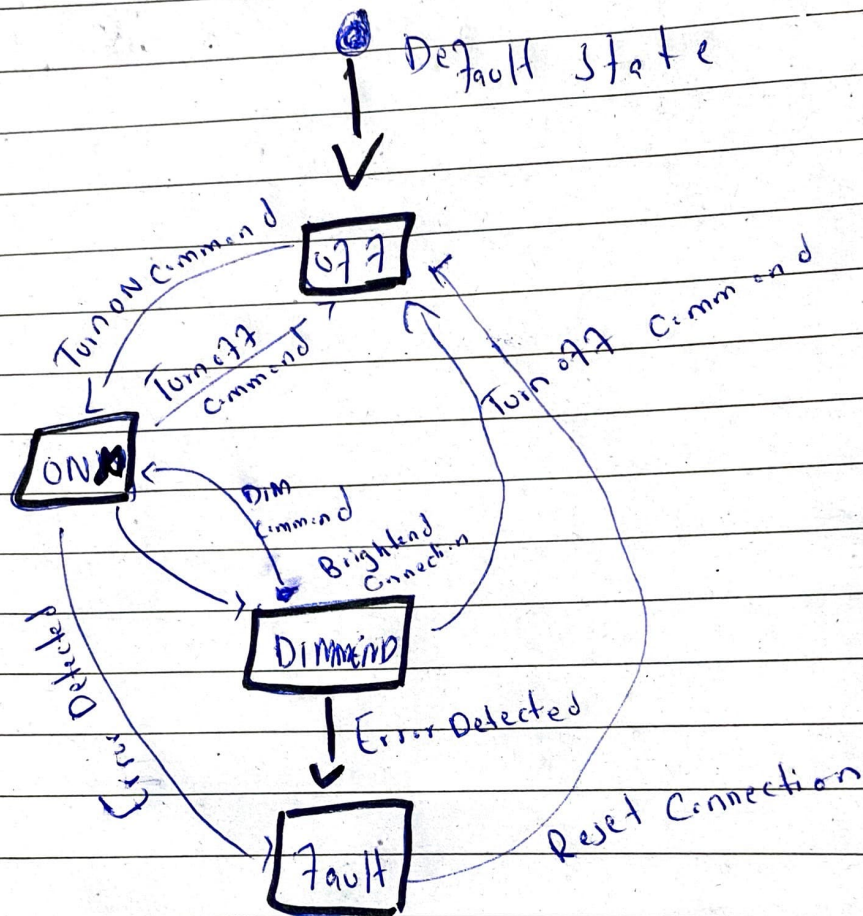 Default State
OFF
Turn ON Command
Turn off
Command
Turn off Command
ON
DIM
Command
Brightend
Connection
DIMMEND
Error Detected
Error Detected
Fault
Reset Connection